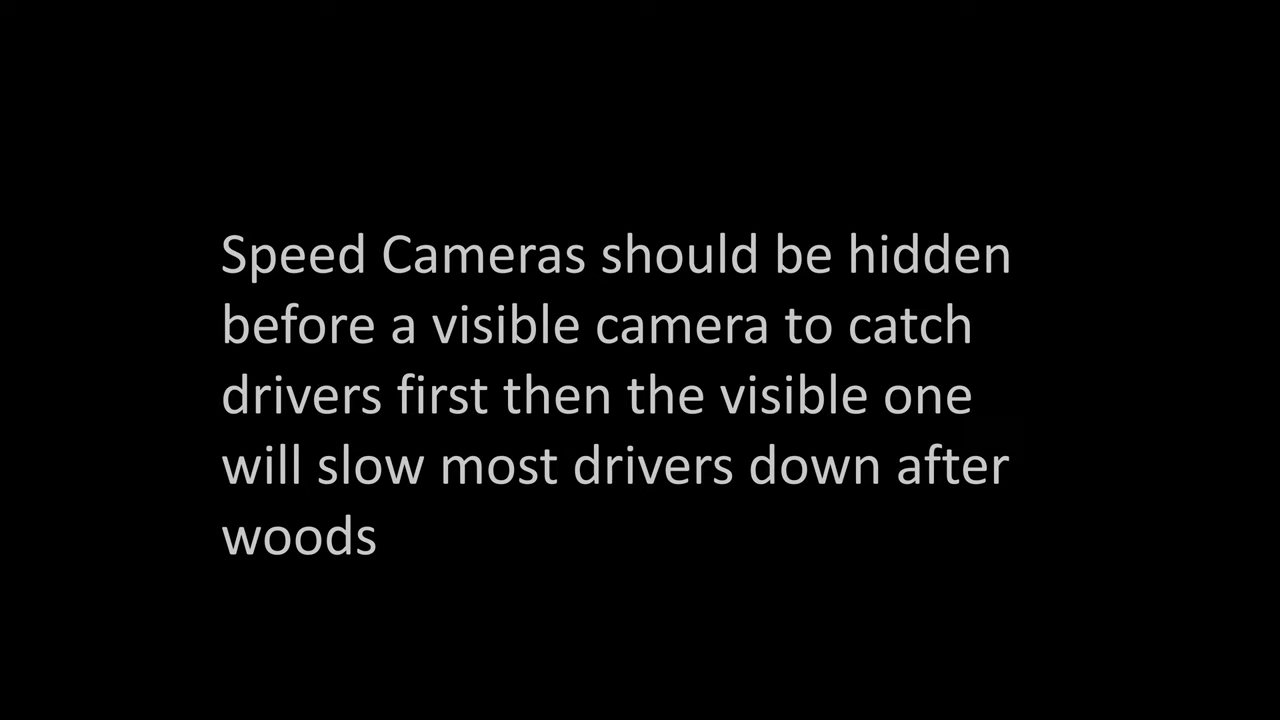 Speed Cameras should be hidden
before a visible camera to catch
drivers first then the visible one
will slow most drivers down after
woods